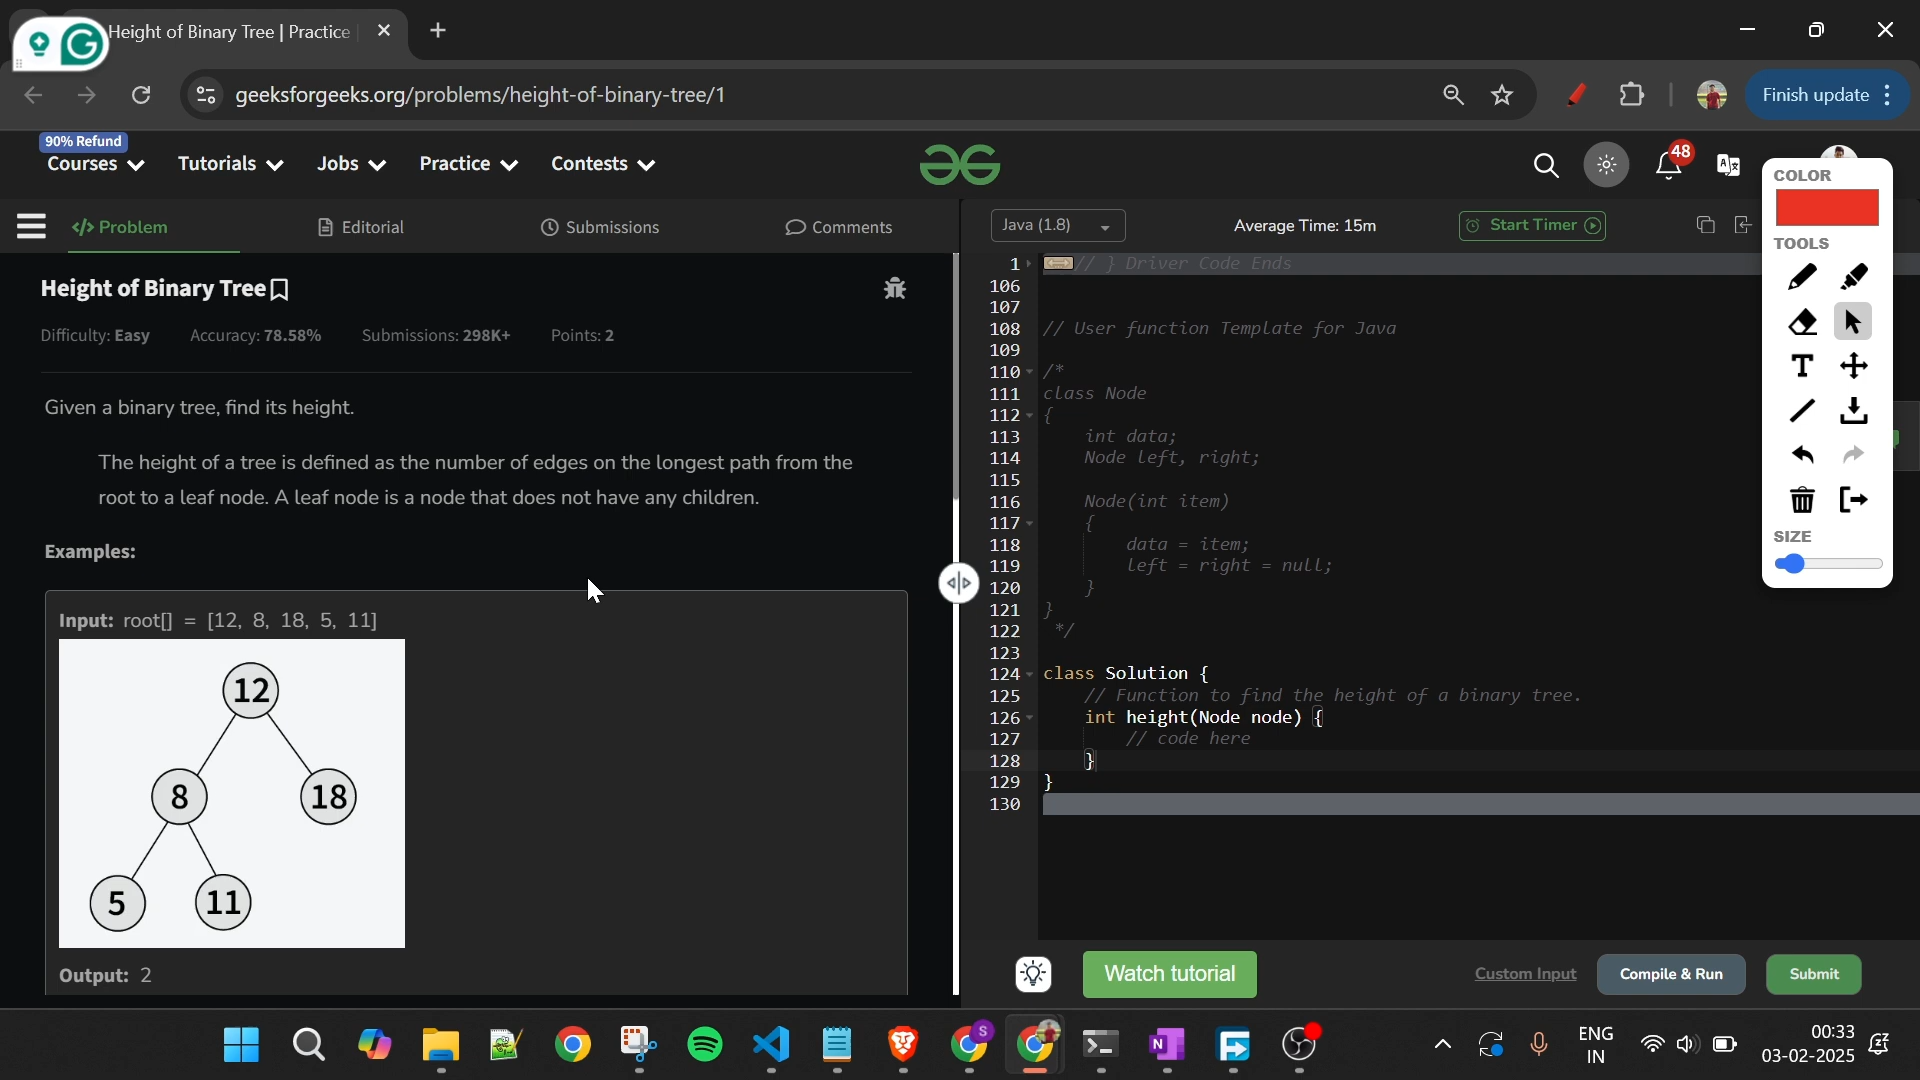 Height of Binary Tree | Practice
geeksforgeeks.org/problems/height-of-binary-tree/1
Finish update
90% Refund
Courses
Tutorials
Jobs
Practice
Contests
48
COLOR
TOOLS
SIZE
</> Problem
Editorial
Submissions
Comments
Java (1.8)
Average Time: 15m
Start Timer
Height of Binary Tree
Difficulty: Easy
Accuracy: 78.58%
Submissions: 298K+
Points: 2
Given a binary tree, find its height.
The height of a tree is defined as the number of edges on the longest path from the
root to a leaf node. A leaf node is a node that does not have any children.
Examples:
Input: root[] = [12, 8, 18, 5, 11]
12
8
18
5
11
Output: 2
1 // } Driver Code Ends
106
107
108 // User function Template for Java
109
110 /*
111 class Node
112 {
113 int data;
114 Node left, right;
115
116 Node(int item)
117 {
118 data = item;
119 left = right = null;
120 }
121 }
122 */
123
124 class Solution {
125 // Function to find the height of a binary tree.
126 int height(Node node) {
127 // code here
128 }
129 }
130
Watch tutorial
Custom Input
Compile & Run
Submit
S
ENG
IN
00:33
03-02-2025